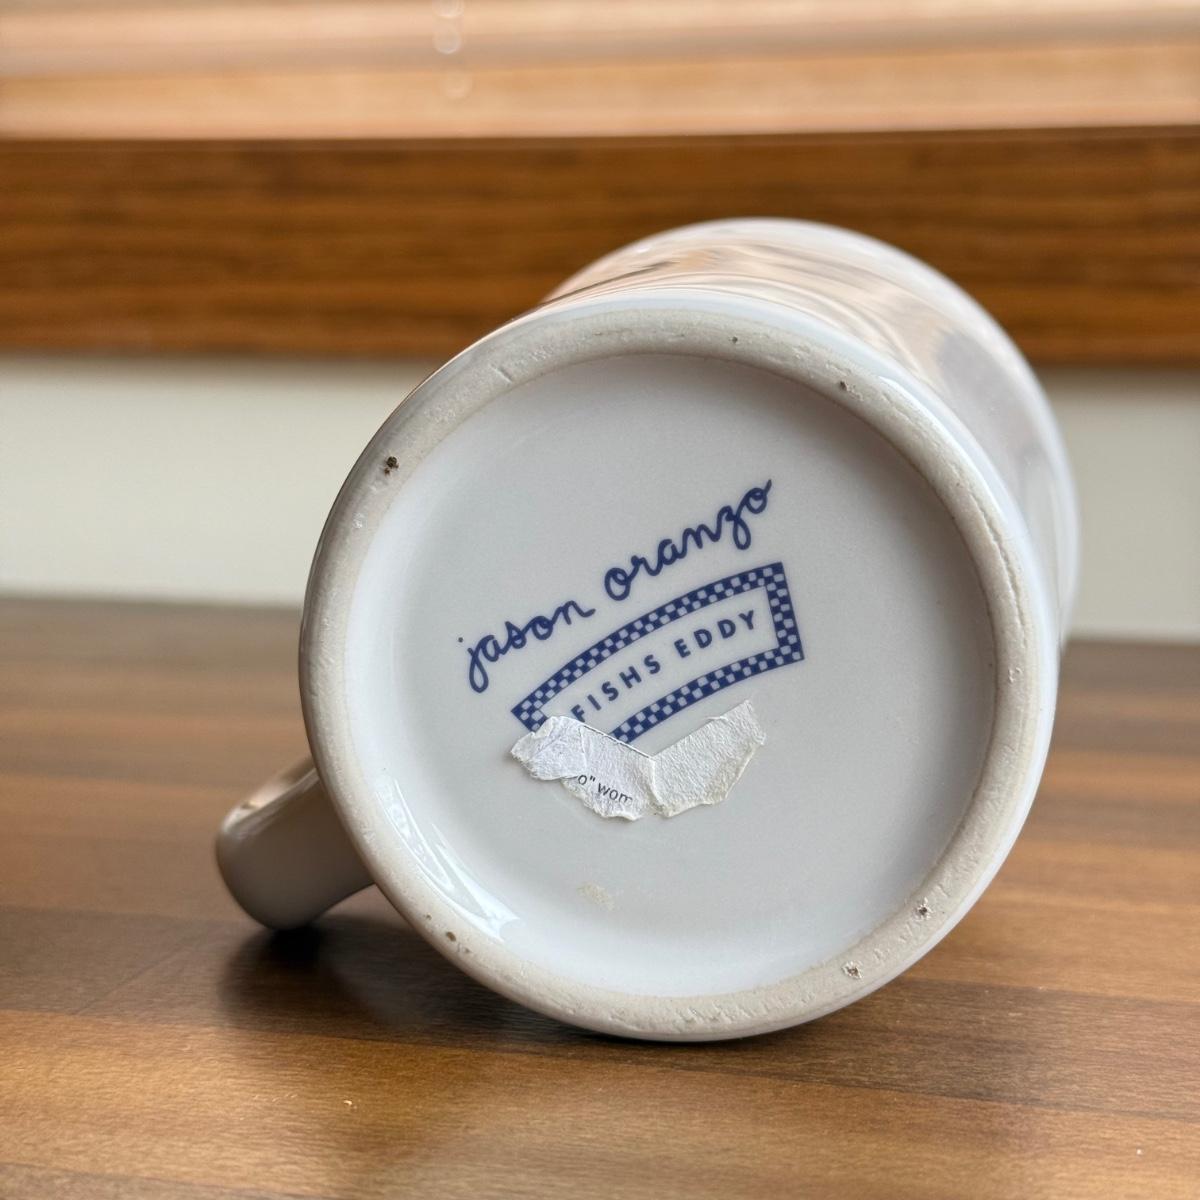 jason oranzo
FISHS EDDY
o" wom